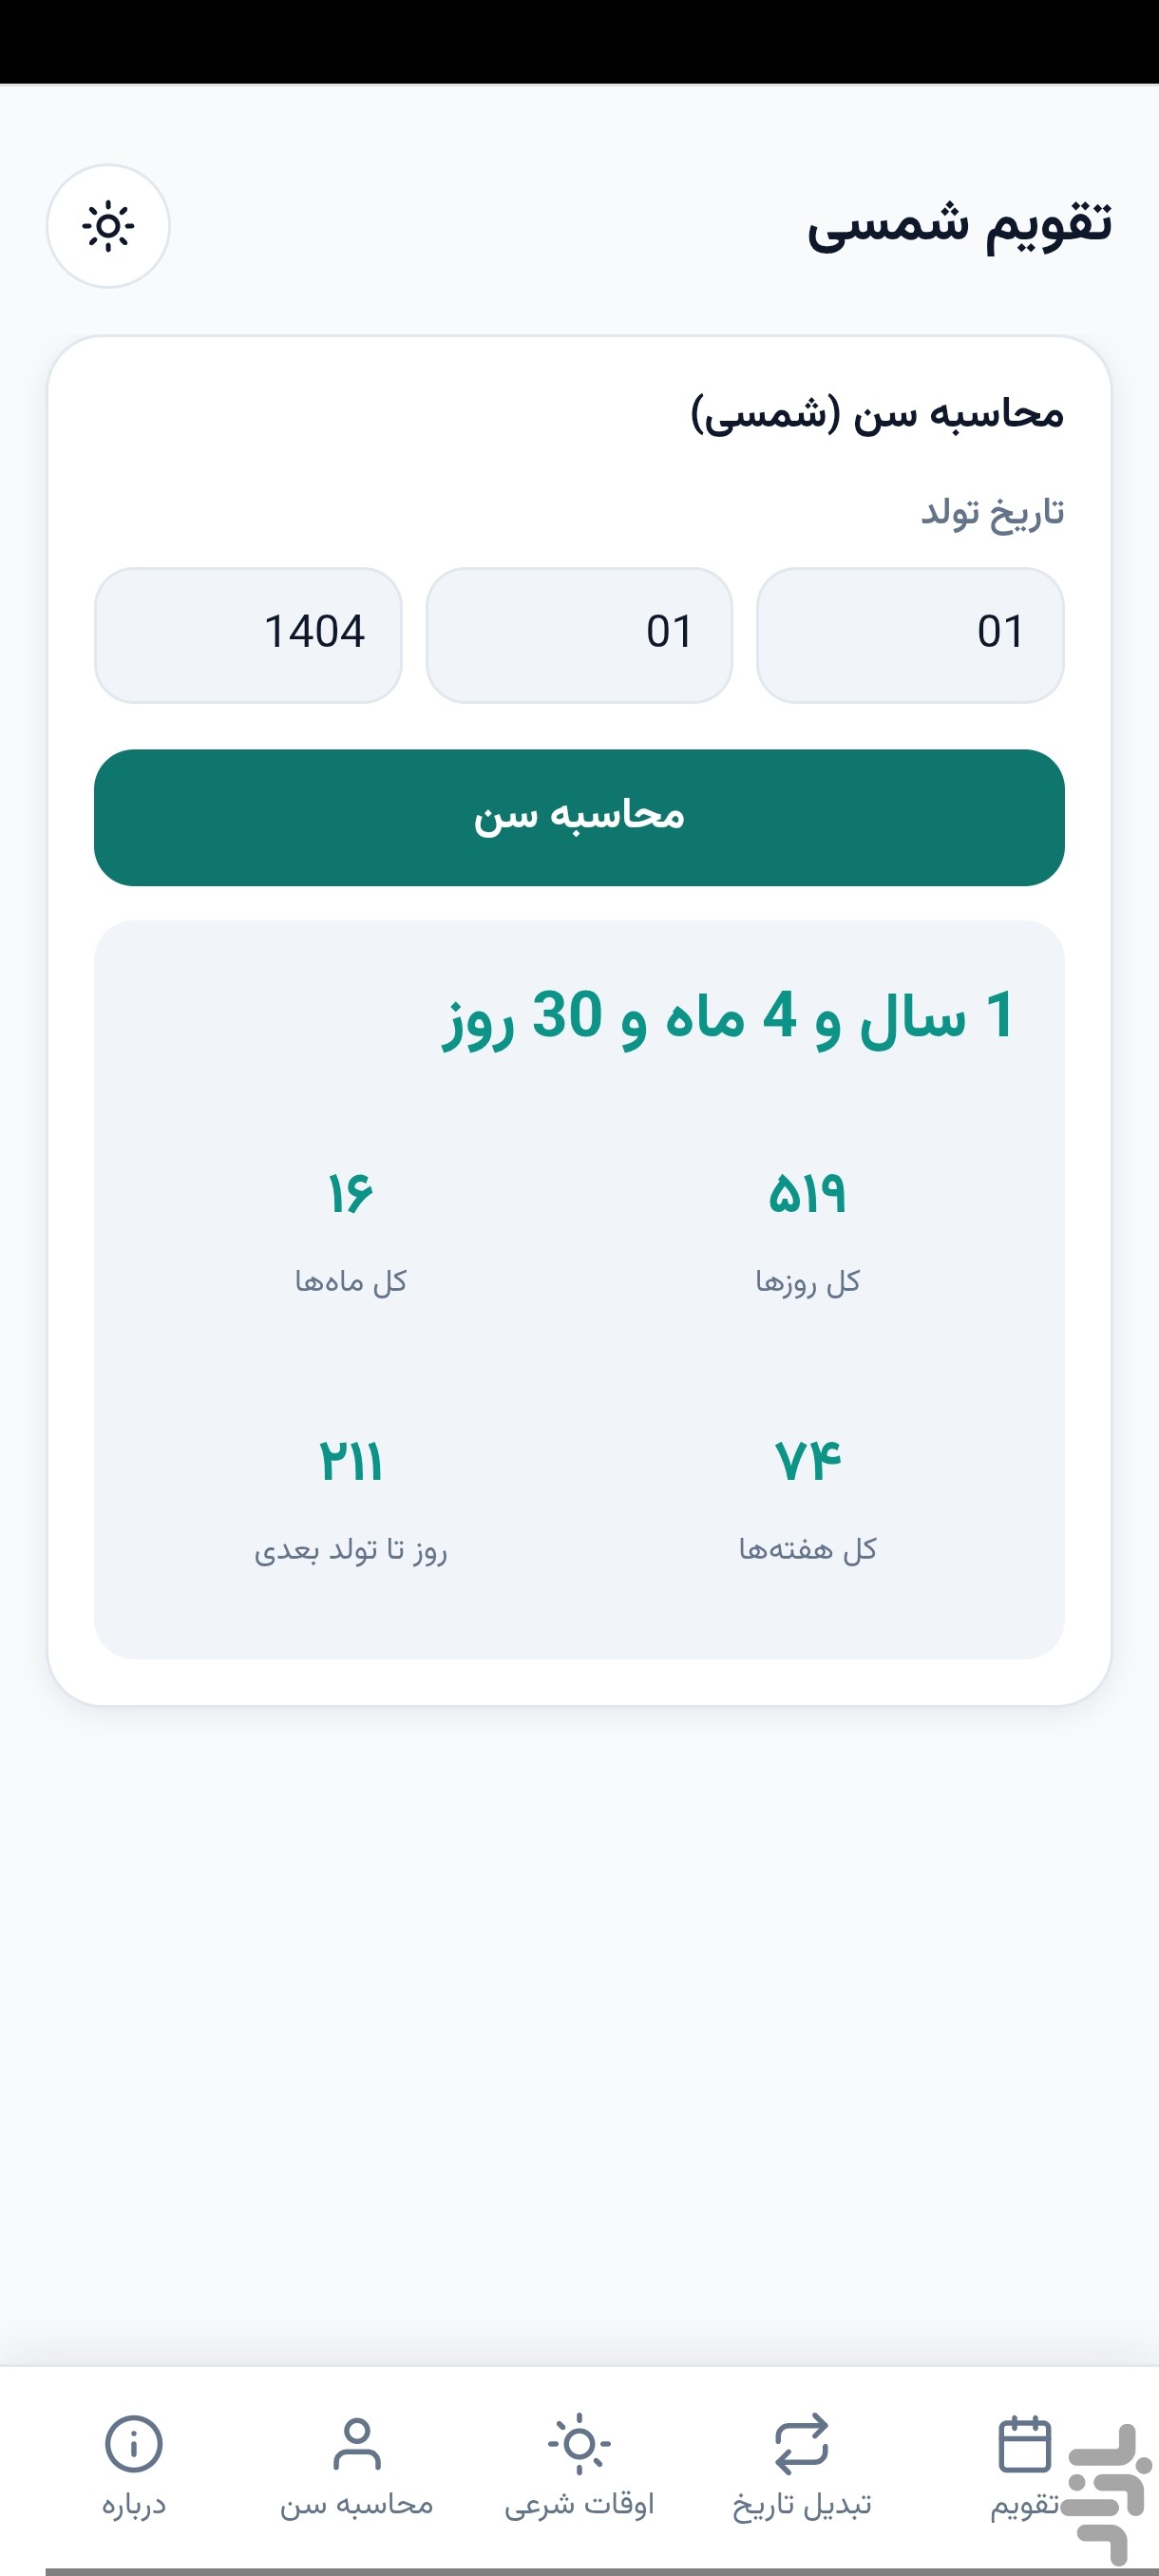 تقویم شمسی
محاسبه سن (شمسی)
تاریخ تولد
01
01
1404
محاسبه سن
1 سال و 4 ماه و 30 روز
۵۱۹
۱۶
کل روزها
کل ماه‌ها
۷۴
۲۱۱
کل هفته‌ها
روز تا تولد بعدی
تقویم
تبدیل تاریخ
اوقات شرعی
محاسبه سن
درباره